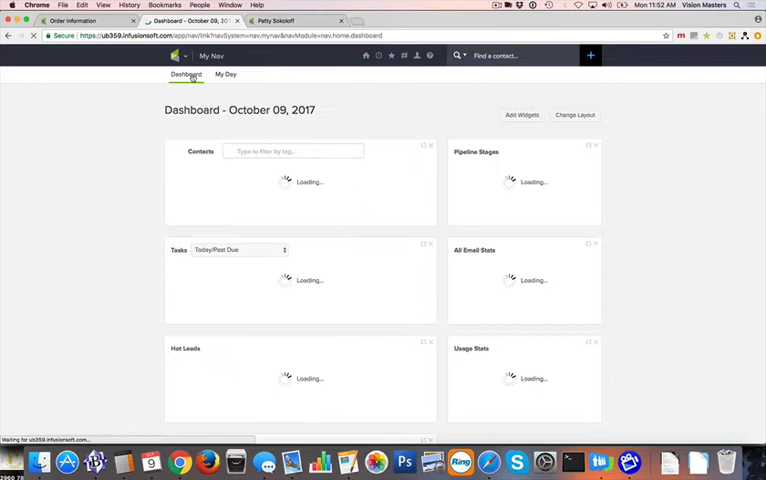 Chrome File Edit View History Bookmarks People Window Help Mon 11:52 AM Vision Masters
Order Information
Dashboard - October 09, 201
Petty Sokoloff
Secure https://ub359.infusionsoft.com/app/nav/link?navSystem=nav.mynav&navModule=nav.home.dashboard
My Nav
Find a contact...
Dashboard My Day
Dashboard - October 09, 2017
Add Widgets
Change Layout
Contacts
Type to filter by tag...
Loading...
Pipeline Stages
Loading...
Tasks
Today/Past Due
Loading...
All Email Stats
Loading...
Hot Leads
Loading...
Usage Stats
Loading...
Waiting for ub359.infusionsoft.com...
9
Ring